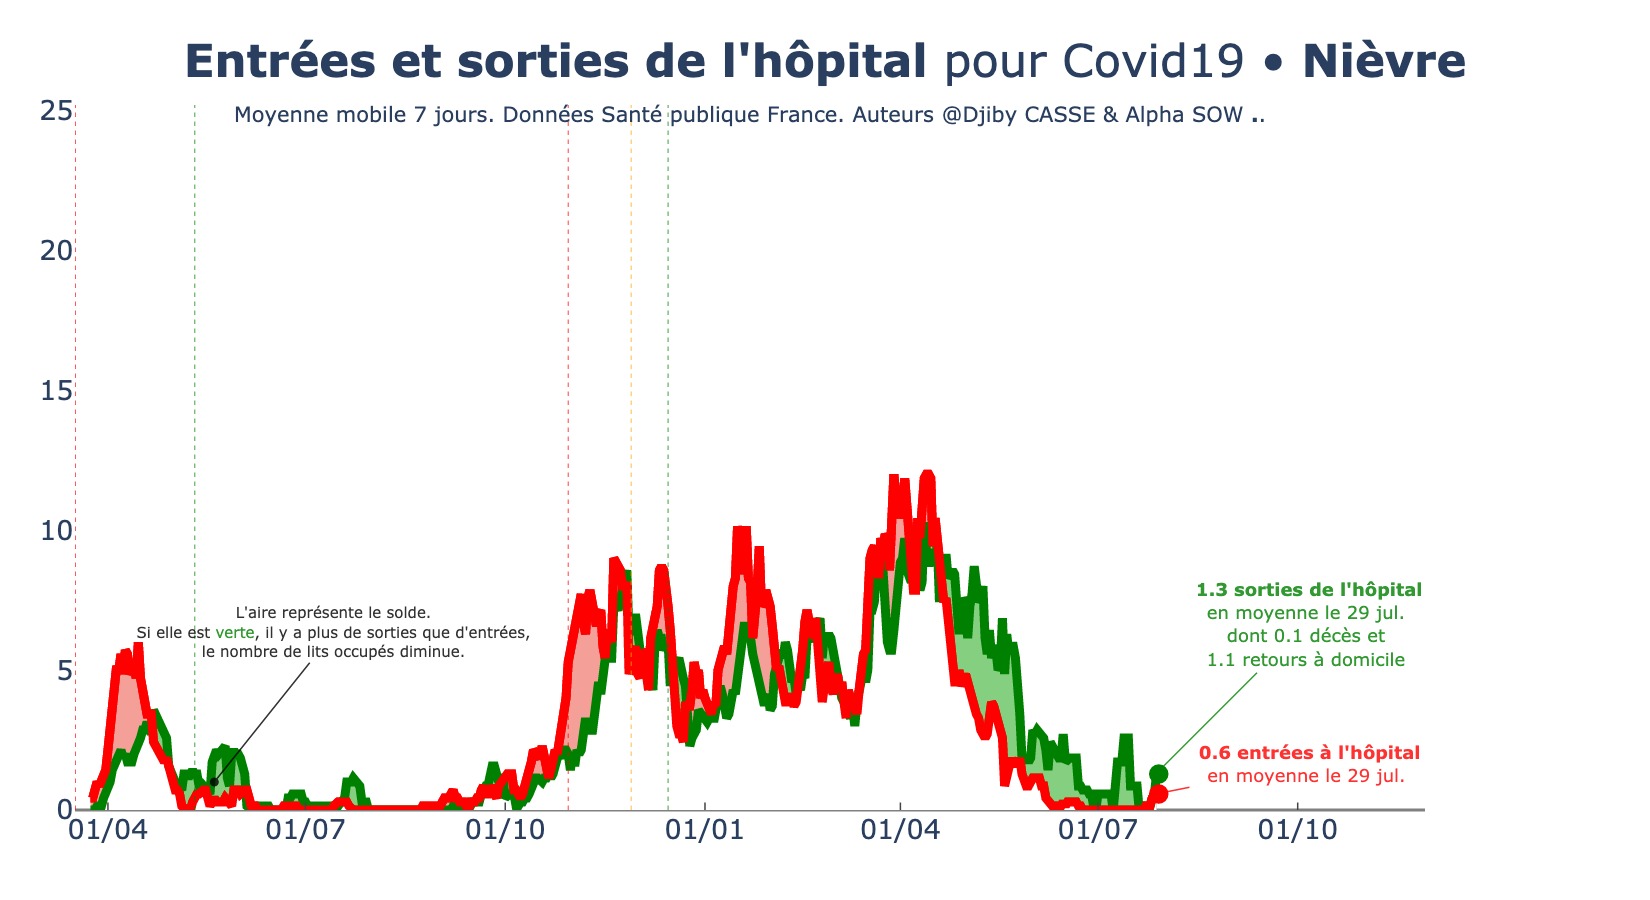 Entrées et sorties de l'hôpital pour Covid19 • Nièvre
Moyenne mobile 7 jours. Données Santé publique France. Auteurs @Djiby CASSE & Alpha SOW ..
25
20
15
10
5
0
L'aire représente le solde.
Si elle est verte, il y a plus de sorties que d'entrées,
le nombre de lits occupés diminue.
1.3 sorties de l'hôpital
en moyenne le 29 jul.
dont 0.1 décès et
1.1 retours à domicile
0.6 entrées à l'hôpital
en moyenne le 29 jul.
01/04 01/07 01/10 01/01 01/04 01/07 01/10